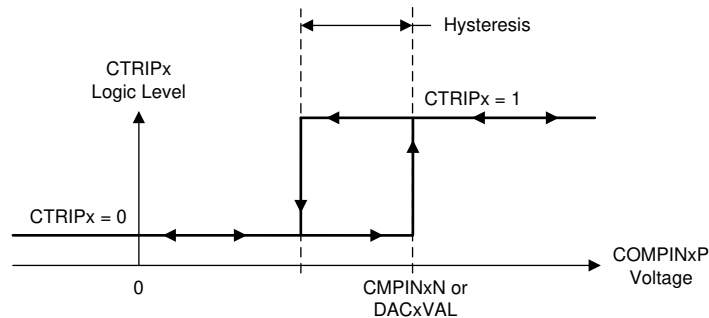 Hysteresis
CTRIPx
Logic Level
CTRIPx = 1
CTRIPx = 0
COMPINxP
Voltage
0
CMPINxN or
DACxVAL